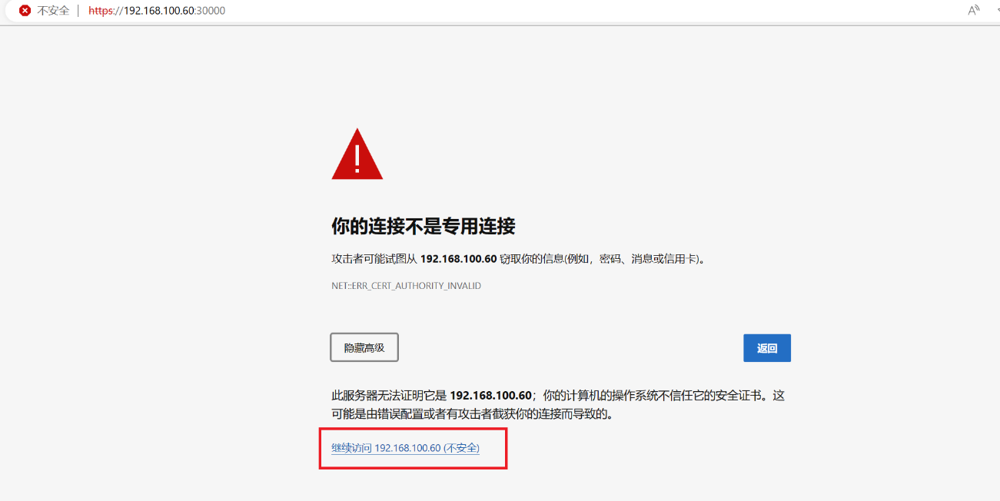 不安全 | https://192.168.100.60:30000
你的连接不是专用连接
攻击者可能试图从 192.168.100.60 窃取你的信息(例如，密码、消息或信用卡)。
NET::ERR_CERT_AUTHORITY_INVALID
隐藏高级
返回
此服务器无法证明它是 192.168.100.60；你的计算机的操作系统不信任它的安全证书。这
可能是由错误配置或者有攻击者截获你的连接而导致的。
继续访问 192.168.100.60 (不安全)